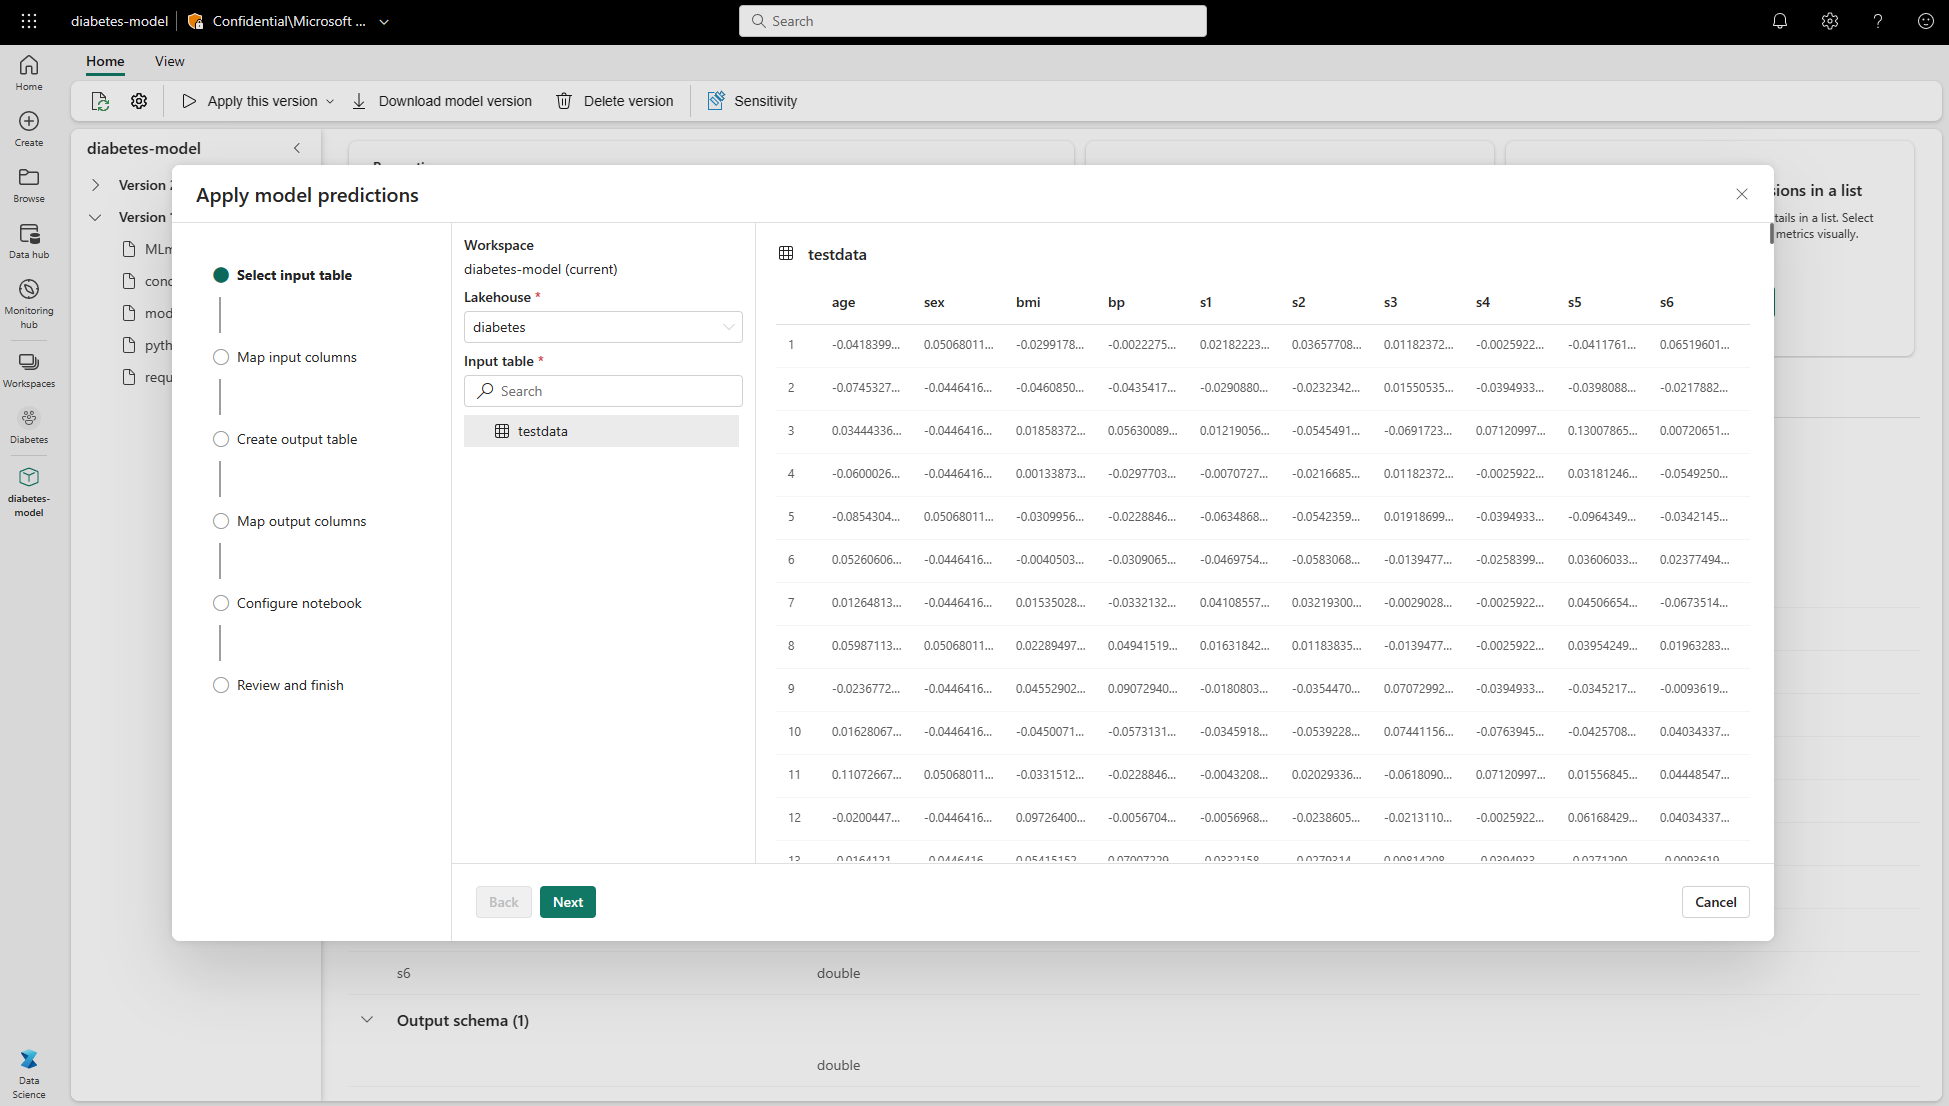 diabetes-model
Confidential\Microsoft ...
Search
Home
View
Apply this version
Download model version
Delete version
Sensitivity
Home
Create
Browse
Data hub
Monitoring
hub
Workspaces
Diabetes
diabetes-
model
Data
Science
diabetes-model
Version
Version
MLm
cond
mod
pyth
requ
sions in a list
tails in a list. Select
metrics visually.
Apply model predictions
Select input table
Map input columns
Create output table
Map output columns
Configure notebook
Review and finish
Workspace
diabetes-model (current)
Lakehouse *
diabetes
Input table *
Search
testdata
testdata
age sex bmi bp s1 s2 s3 s4 s5 s6
1 -0.0418399... 0.05068011... -0.0299178... -0.0022275... 0.02182223... 0.03657708... 0.01182372... -0.0025922... -0.0411761... 0.06519601...
2 -0.0745327... -0.0446416... -0.0460850... -0.0435417... -0.0290880... -0.0232342... 0.01550535... -0.0394933... -0.0398088... -0.0217882...
3 0.03444336... -0.0446416... 0.01858372... 0.05630089... 0.01219056... -0.0545491... -0.0691723... 0.07120997... 0.13007865... 0.00720651...
4 -0.0600026... -0.0446416... 0.00133873... -0.0297703... -0.0070727... -0.0216685... 0.01182372... -0.0025922... 0.03181246... -0.0549250...
5 -0.0854304... 0.05068011... -0.0309956... -0.0228846... -0.0634868... -0.0542359... 0.01918699... -0.0394933... -0.0964349... -0.0342145...
6 0.05260606... -0.0446416... -0.0040503... -0.0309065... -0.0469754... -0.0583068... -0.0139477... -0.0258399... 0.03606033... 0.02377494...
7 0.01264813... -0.0446416... 0.01535028... -0.0332132... 0.04108557... 0.03219300... -0.0029028... -0.0025922... 0.04506654... -0.0673514...
8 0.05987113... 0.05068011... 0.02289497... 0.04941519... 0.01631842... 0.01183835... -0.0139477... -0.0025922... 0.03954249... 0.01963283...
9 -0.0236772... -0.0446416... 0.04552902... 0.09072940... -0.0180803... -0.0354470... 0.07072992... -0.0394933... -0.0345217... -0.0093619...
10 0.01628067... -0.0446416... -0.0450071... -0.0573131... -0.0345918... -0.0539228... 0.07441156... -0.0763945... -0.0425708... 0.04034337...
11 0.11072667... 0.05068011... -0.0331512... -0.0228846... -0.0043208... 0.02029336... -0.0618090... 0.07120997... 0.01556845... 0.04448547...
12 -0.0200447... -0.0446416... 0.09726400... -0.0056704... -0.0056968... -0.0238605... -0.0213110... -0.0025922... 0.06168429... 0.04034337...
Back
Next
Cancel
s6 double
Output schema (1)
double